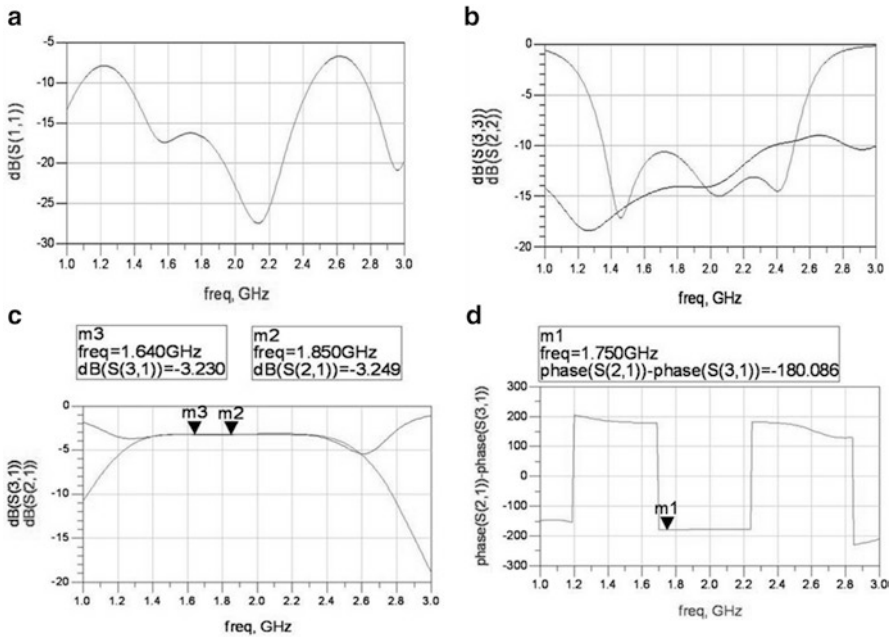 a
-5
-10
-15
-20
-25
-30
dB(S(1,1))
1.0 1.2 1.4 1.6 1.8 2.0 2.2 2.4 2.6 2.8 3.0
freq, GHz
b
0
-5
-10
-15
-20
dB(S(3,3))
dB(S(2,2))
1.0 1.2 1.4 1.6 1.8 2.0 2.2 2.4 2.6 2.8 3.0
freq, GHz
c
m3
freq=1.640GHz
dB(S(3,1))=-3.230
m2
freq=1.850GHz
dB(S(2,1))=-3.249
0
-5
-10
-15
-20
m3 m2
dB(S(3,1))
dB(S(2,1))
1.0 1.2 1.4 1.6 1.8 2.0 2.2 2.4 2.6 2.8 3.0
freq, GHz
d
m1
freq=1.750GHz
phase(S(2,1))-phase(S(3,1))=-180.086
300
200
100
0
-100
-200
-300
m1
phase(S(2,1))-phase(S(3,1))
1.0 1.2 1.4 1.6 1.8 2.0 2.2 2.4 2.6 2.8 3.0
freq, GHz